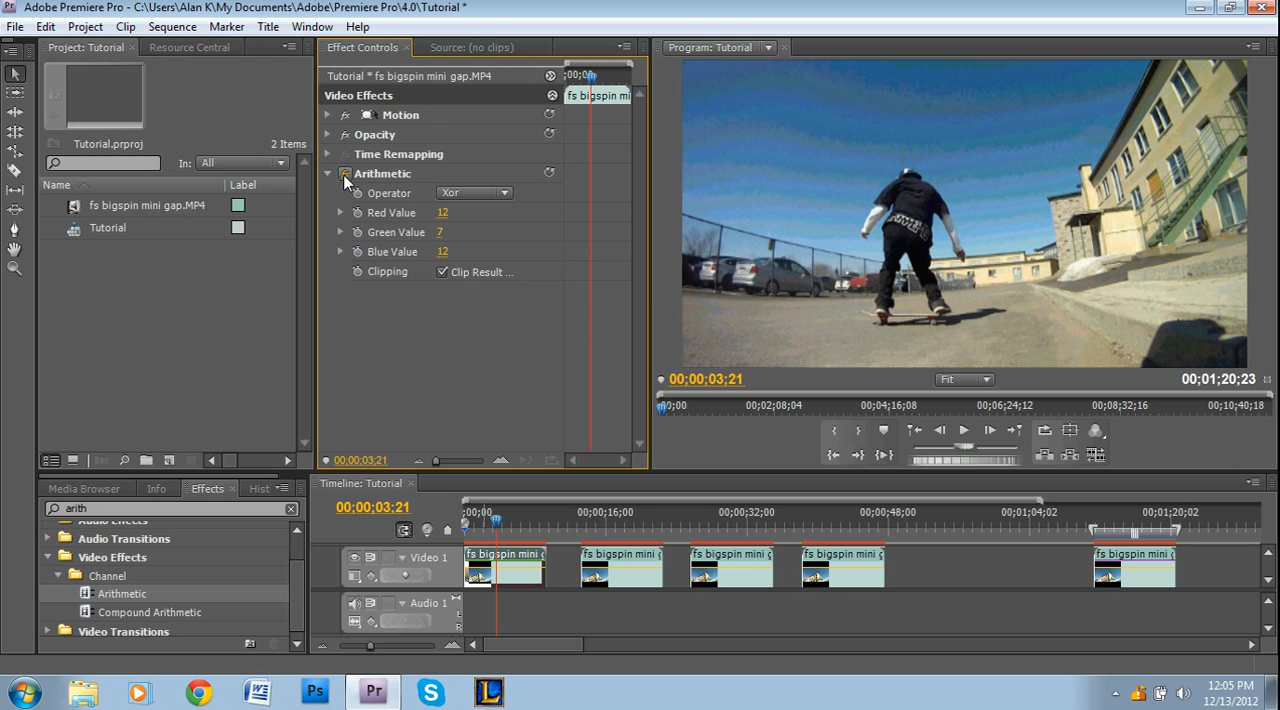 Adobe Premiere Pro - C:\Users\Alan K\My Documents\Adobe\Premiere Pro\4.0\Tutorial *
File Edit Project Clip Sequence Marker Title Window Help
Project: Tutorial × Resource Central
Effect Controls × Source: (no clips)
Program: Tutorial ×
Tutorial * fs bigspin mini gap.MP4
;00;0
Video Effects
fs bigspin mi
Motion
Opacity
Time Remapping
Arithmetic
Operator Xor
Red Value 12
Green Value 7
Blue Value 12
Clipping Clip Result ...
Tutorial.prproj
2 Items
In: All
Name Label
fs bigspin mini gap.MP4
Tutorial
00;00;03;21
00;00;03;21 Fit 00;01;20;23
;00;00 00;02;08;04 00;04;16;08 00;06;24;12 00;08;32;16 00;10;40;18
Media Browser Info Effects × Hist
arith
Audio Effects
Audio Transitions
Video Effects
Channel
Arithmetic
Compound Arithmetic
Video Transitions
Timeline: Tutorial ×
00;00;03;21
;00;00 00;00;16;00 00;00;32;00 00;00;48;00 00;01;04;02 00;01;20;02
Video 1
fs bigspin mini g fs bigspin mini g fs bigspin mini g fs bigspin mini g fs bigspin mini g
Audio 1
L
R
Ps Pr
12:05 PM
12/13/2012